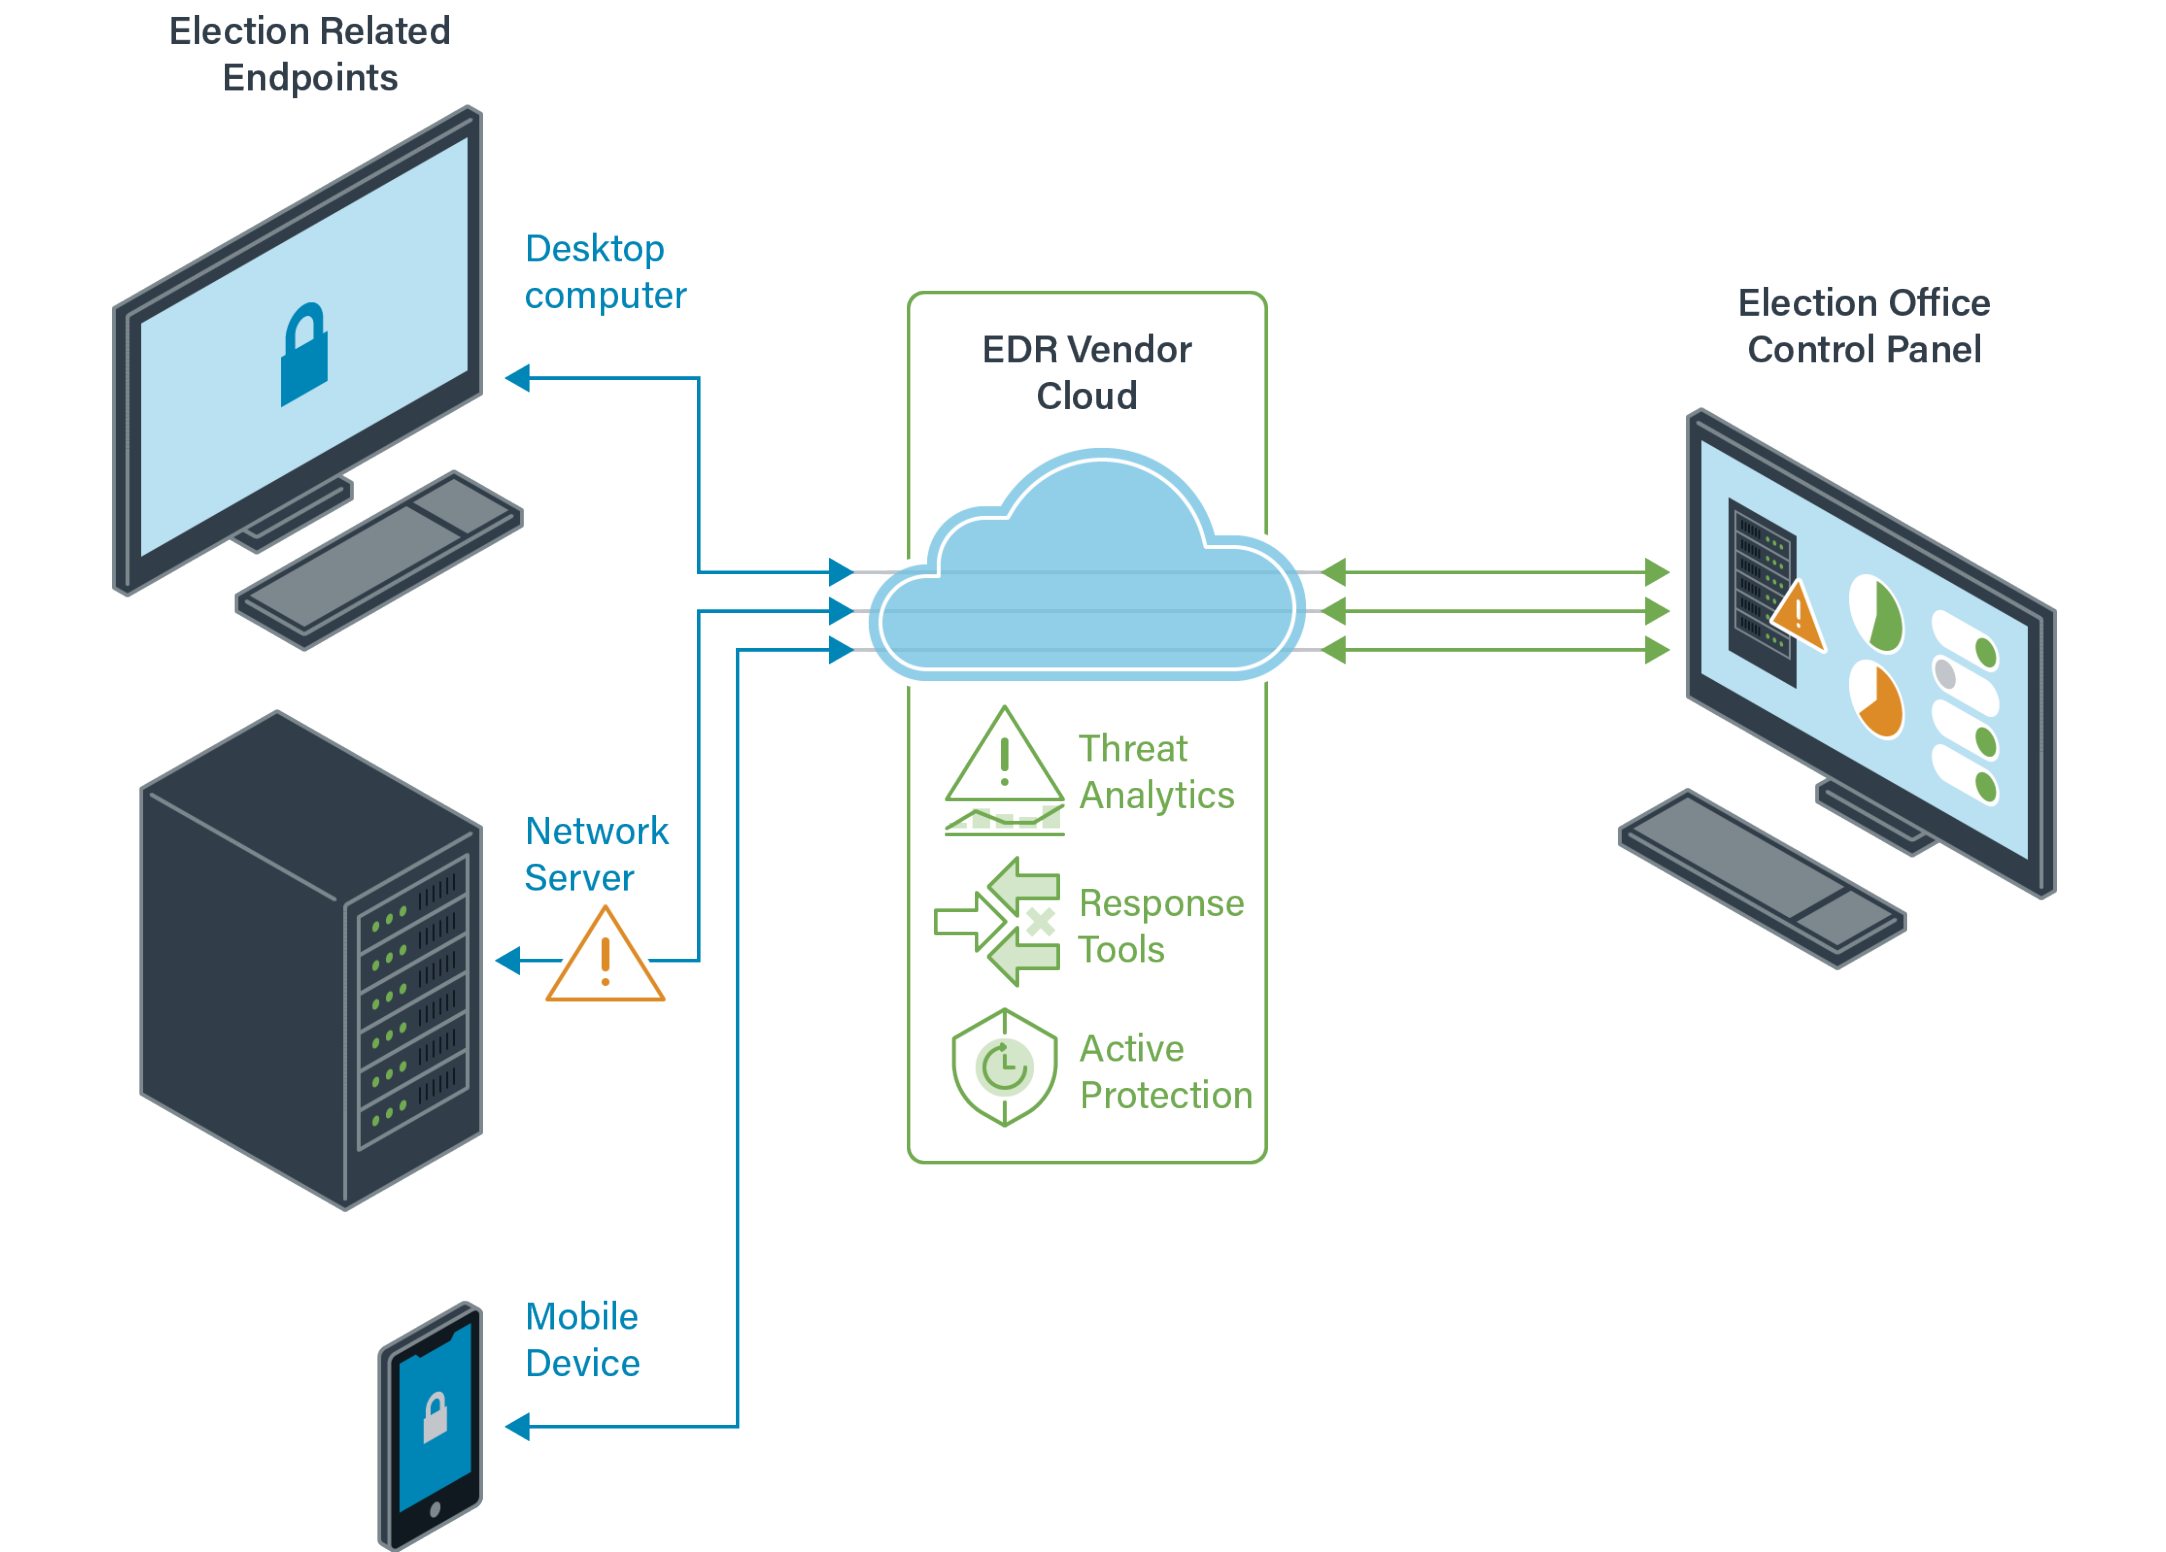 Election Related
Endpoints
Desktop
computer
Network
Server
Mobile
Device
EDR Vendor
Cloud
Threat
Analytics
Response
Tools
Active
Protection
Election Office
Control Panel